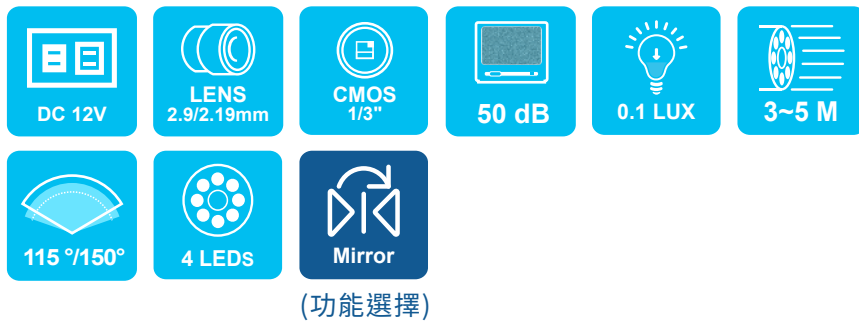 DC 12V
LENS
2.9/2.19mm
CMOS
1/3"
50 dB
0.1 LUX
3~5 M
115 °/150°
4 LEDs
Mirror
(功能選擇)